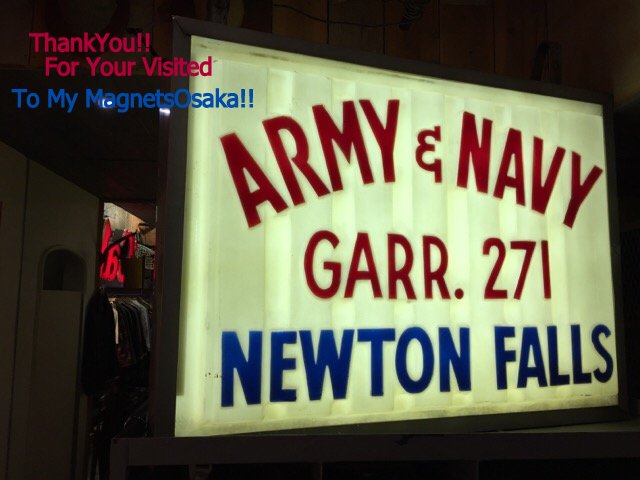 ThankYou!!
For Your Visited
To My MagnetsOsaka!!
ARMY & NAVY
GARR. 271
NEWTON FALLS